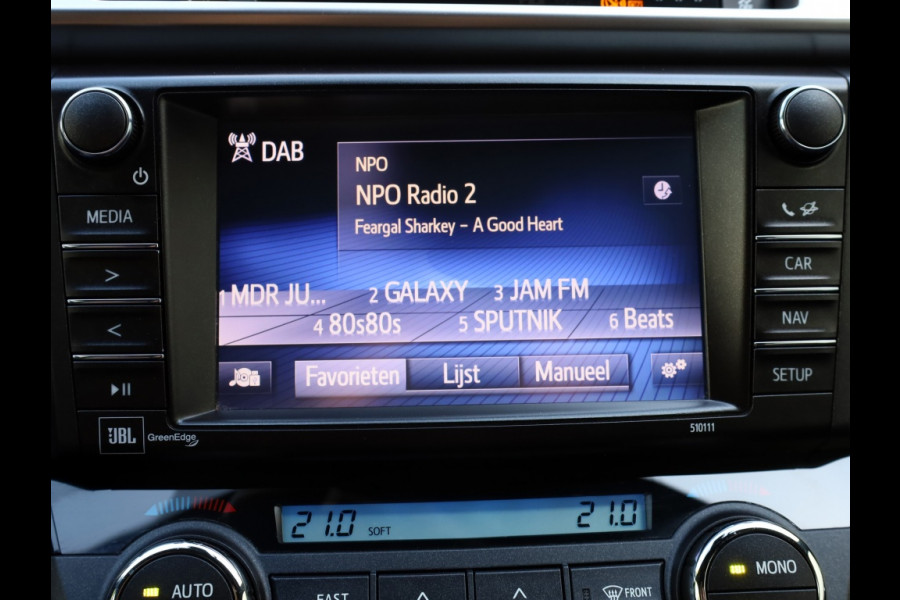 DAB
NPO
NPO Radio 2
Feargal Sharkey – A Good Heart
MEDIA
>
<
CAR
NAV
SETUP
1 MDR JU... 2 GALAXY 3 JAM FM
4 80s80s 5 SPUTNIK 6 Beats
Favorieten Lijst Manueel
JBL GreenEdge
510111
21.0 SOFT 21.0
AUTO FAST FRONT MONO